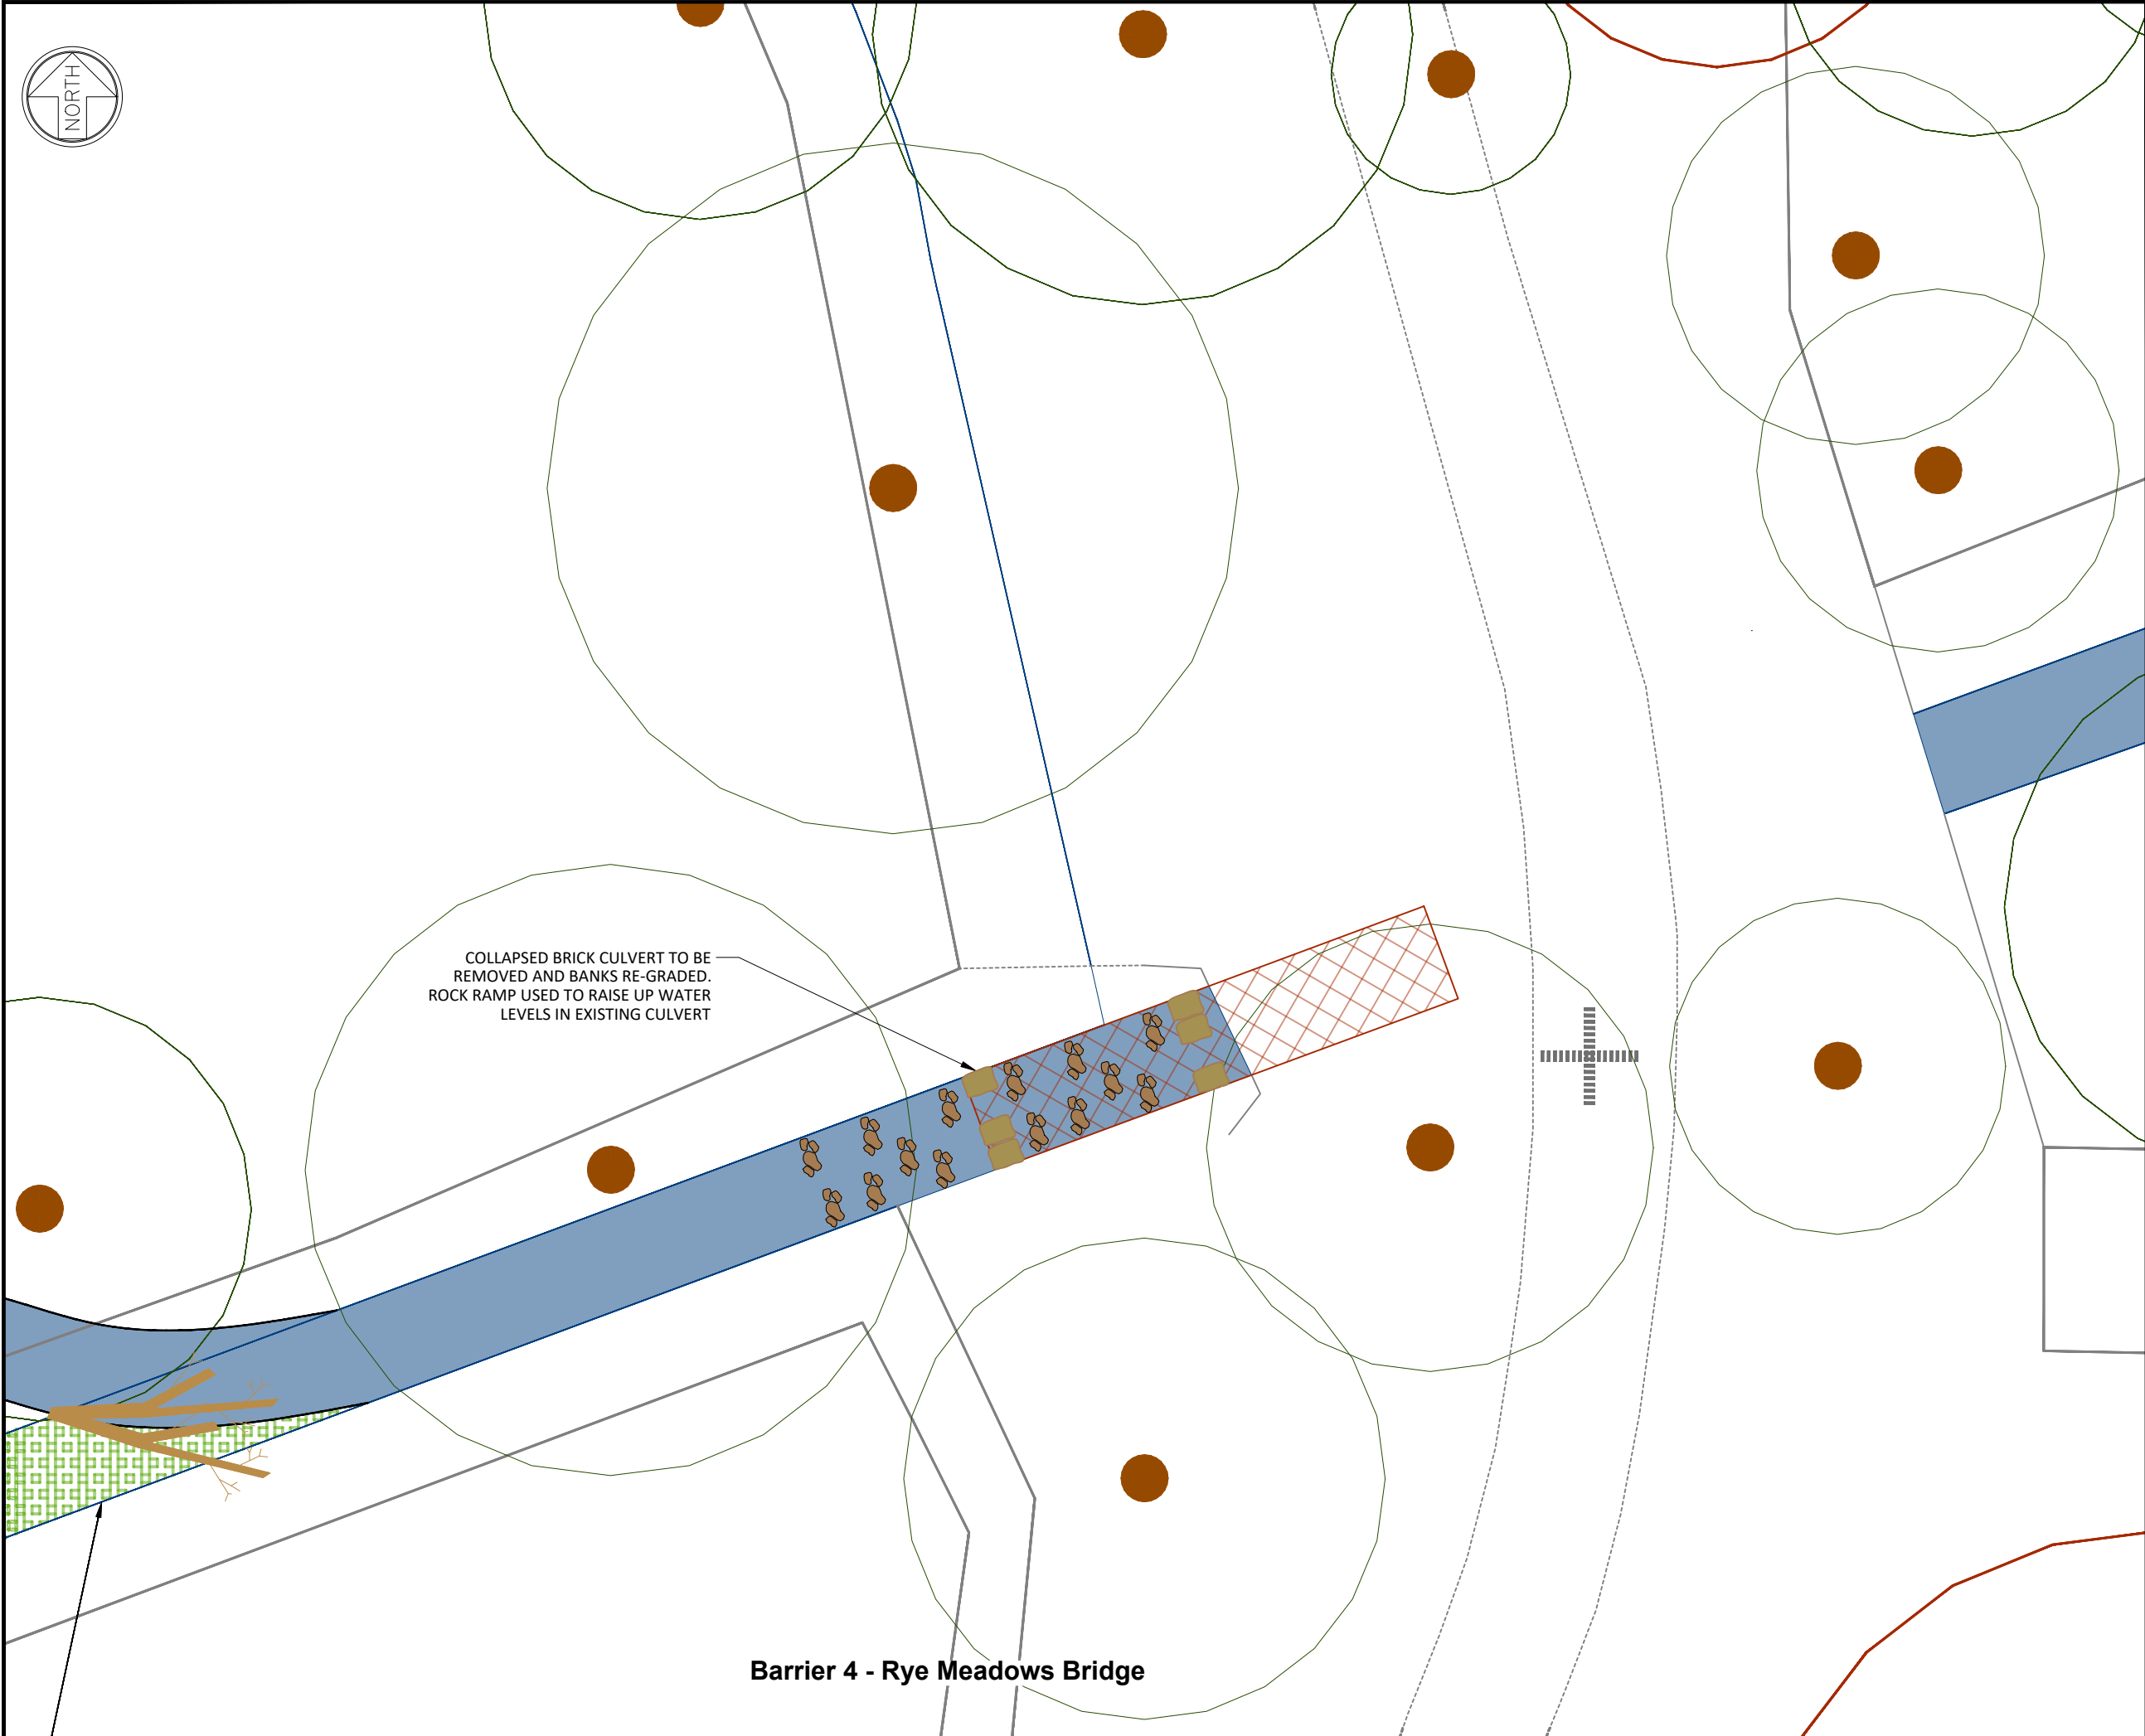 NORTH
COLLAPSED BRICK CULVERT TO BE
REMOVED AND BANKS RE-GRADED.
ROCK RAMP USED TO RAISE UP WATER
LEVELS IN EXISTING CULVERT
Barrier 4 - Rye Meadows Bridge